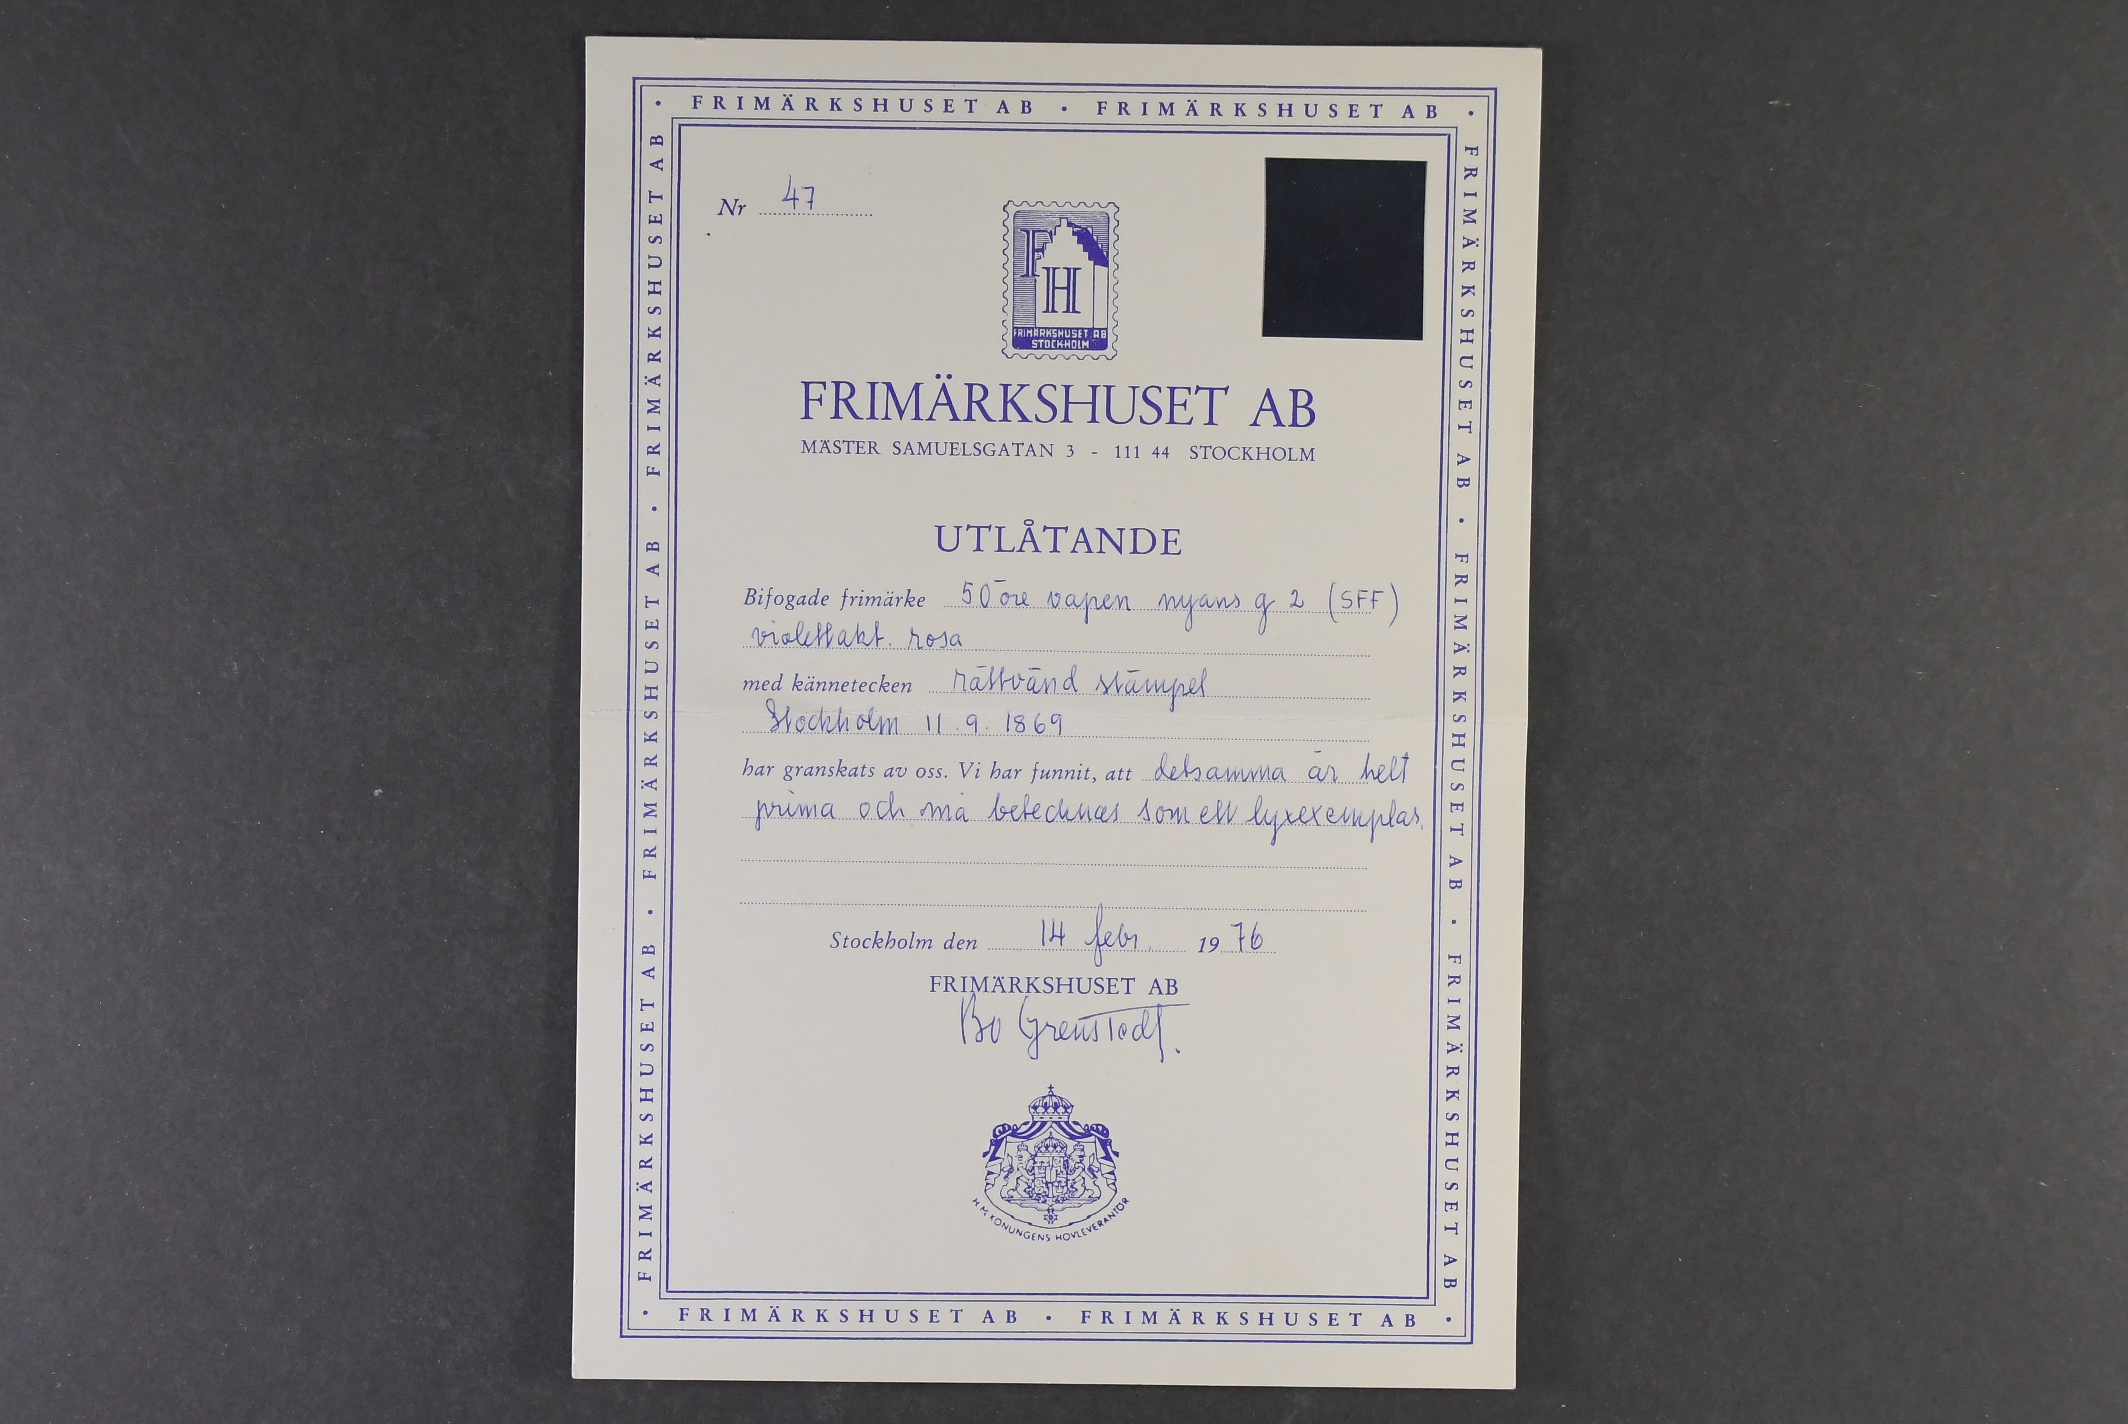 • FRIMÄRKSHUSET AB • FRIMÄRKSHUSET AB •
FRIMÄRKSHUSET AB • FRIMÄRKSHUSET AB • FRIMÄRKSHUSET AB
FRIMÄRKSHUSET AB • FRIMÄRKSHUSET AB • FRIMÄRKSHUSET AB
Nr 47
F H
FRIMÄRKSHUSET AB
STOCKHOLM
FRIMÄRKSHUSET AB
MÄSTER SAMUELSGATAN 3 - 111 44 STOCKHOLM
UTLÅTANDE
Bifogade frimärke 50 öre vapen nyans g 2 (SFF)
violettakt. rosa
med kännetecken rättvänd stämpel
Stockholm 11.9.1869
har granskats av oss. Vi har funnit, att detsamma är helt
prima och må betecknas som ett lyxexemplar.
Stockholm den 14 febr. 1976
FRIMÄRKSHUSET AB
Bo Grenstedt.
H.M. KONUNGENS HOVLEVERANTÖR
• FRIMÄRKSHUSET AB • FRIMÄRKSHUSET AB •